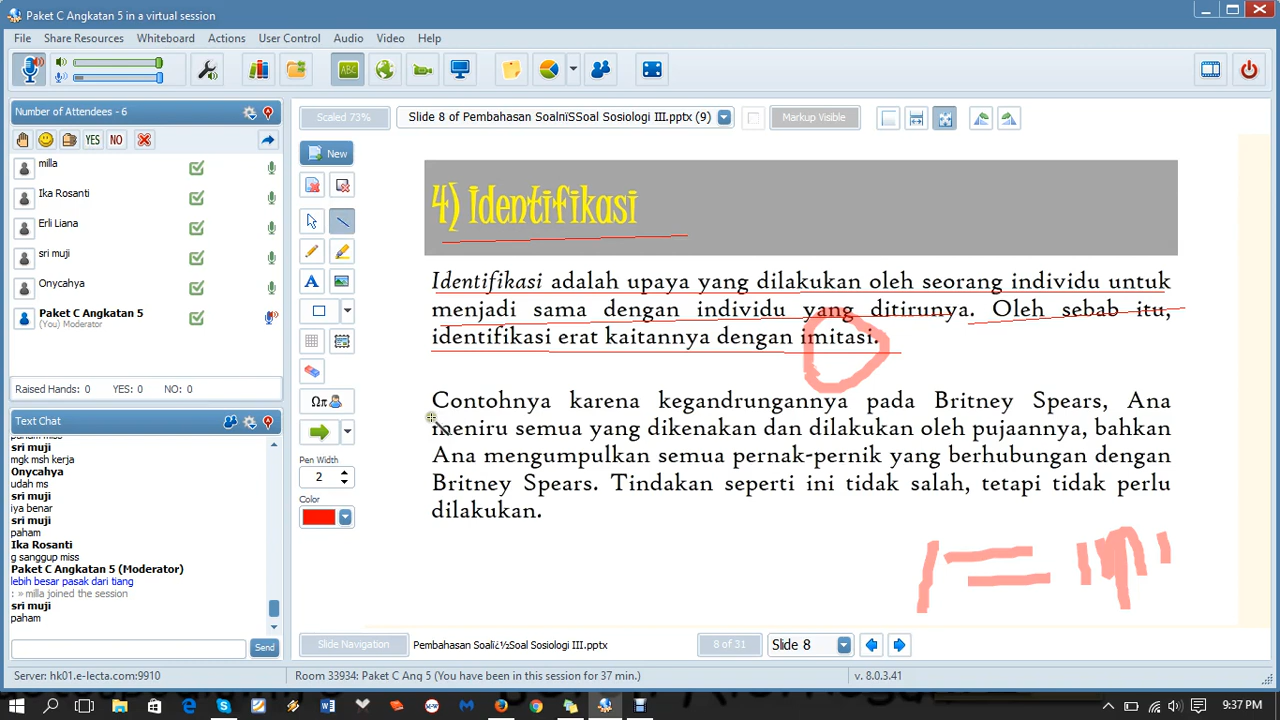 Paket C Angkatan 5 in a virtual session
File Share Resources Whiteboard Actions User Control Audio Video Help
Number of Attendees - 6
YES NO
milla
Ika Rosanti
Erli Liana
sri muji
Onycahya
Paket C Angkatan 5
(You) Moderator
Raised Hands: 0 YES: 0 NO: 0
Text Chat
sri muji
mgk msh kerja
Onycahya
udah ms
sri muji
iya benar
sri muji
paham
Ika Rosanti
g sanggup miss
Paket C Angkatan 5 (Moderator)
lebih besar pasak dari tiang
: » milla joined the session
sri muji
paham
Send
Scaled 73%
Slide 8 of Pembahasan SoalпїSSoal Sosiologi III.pptx (9)
Markup Visible
New
ABC
A
Ωπ
Pen Width
2
Color
4) Identifikasi
Identifikasi adalah upaya yang dilakukan oleh seorang individu untuk
menjadi sama dengan individu yang ditirunya. Oleh sebab itu,
identifikasi erat kaitannya dengan imitasi.
Contohnya karena kegandrungannya pada Britney Spears, Ana
meniru semua yang dikenakan dan dilakukan oleh pujaannya, bahkan
Ana mengumpulkan semua pernak-pernik yang berhubungan dengan
Britney Spears. Tindakan seperti ini tidak salah, tetapi tidak perlu
dilakukan.
Slide Navigation
Pembahasan Soalï¿½Soal Sosiologi III.pptx
8 of 31
Slide 8
Server: hk01.e-lecta.com:9910
Room 33934: Paket C Ang 5 (You have been in this session for 37 min.)
v. 8.0.3.41
9:37 PM